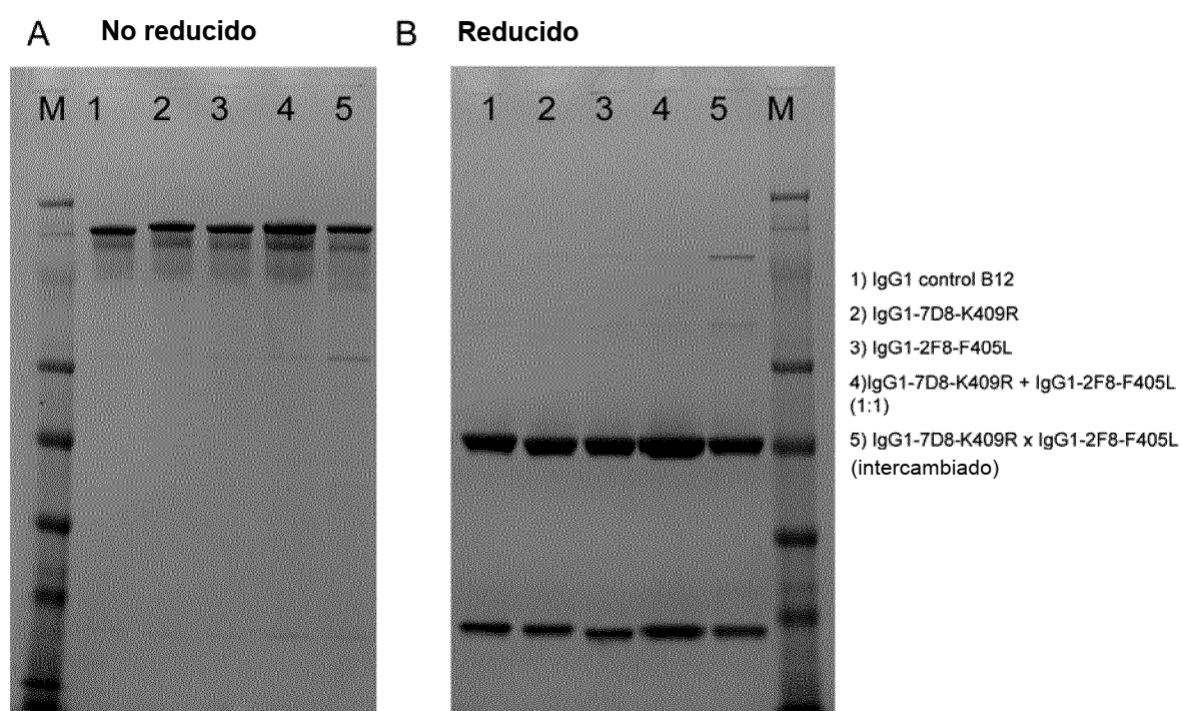 A No reducido
B Reducido
M 1 2 3 4 5
1 2 3 4 5 M
1) IgG1 control B12
2) IgG1-7D8-K409R
3) IgG1-2F8-F405L
4)IgG1-7D8-K409R + IgG1-2F8-F405L
(1:1)
5) IgG1-7D8-K409R x IgG1-2F8-F405L
(intercambiado)